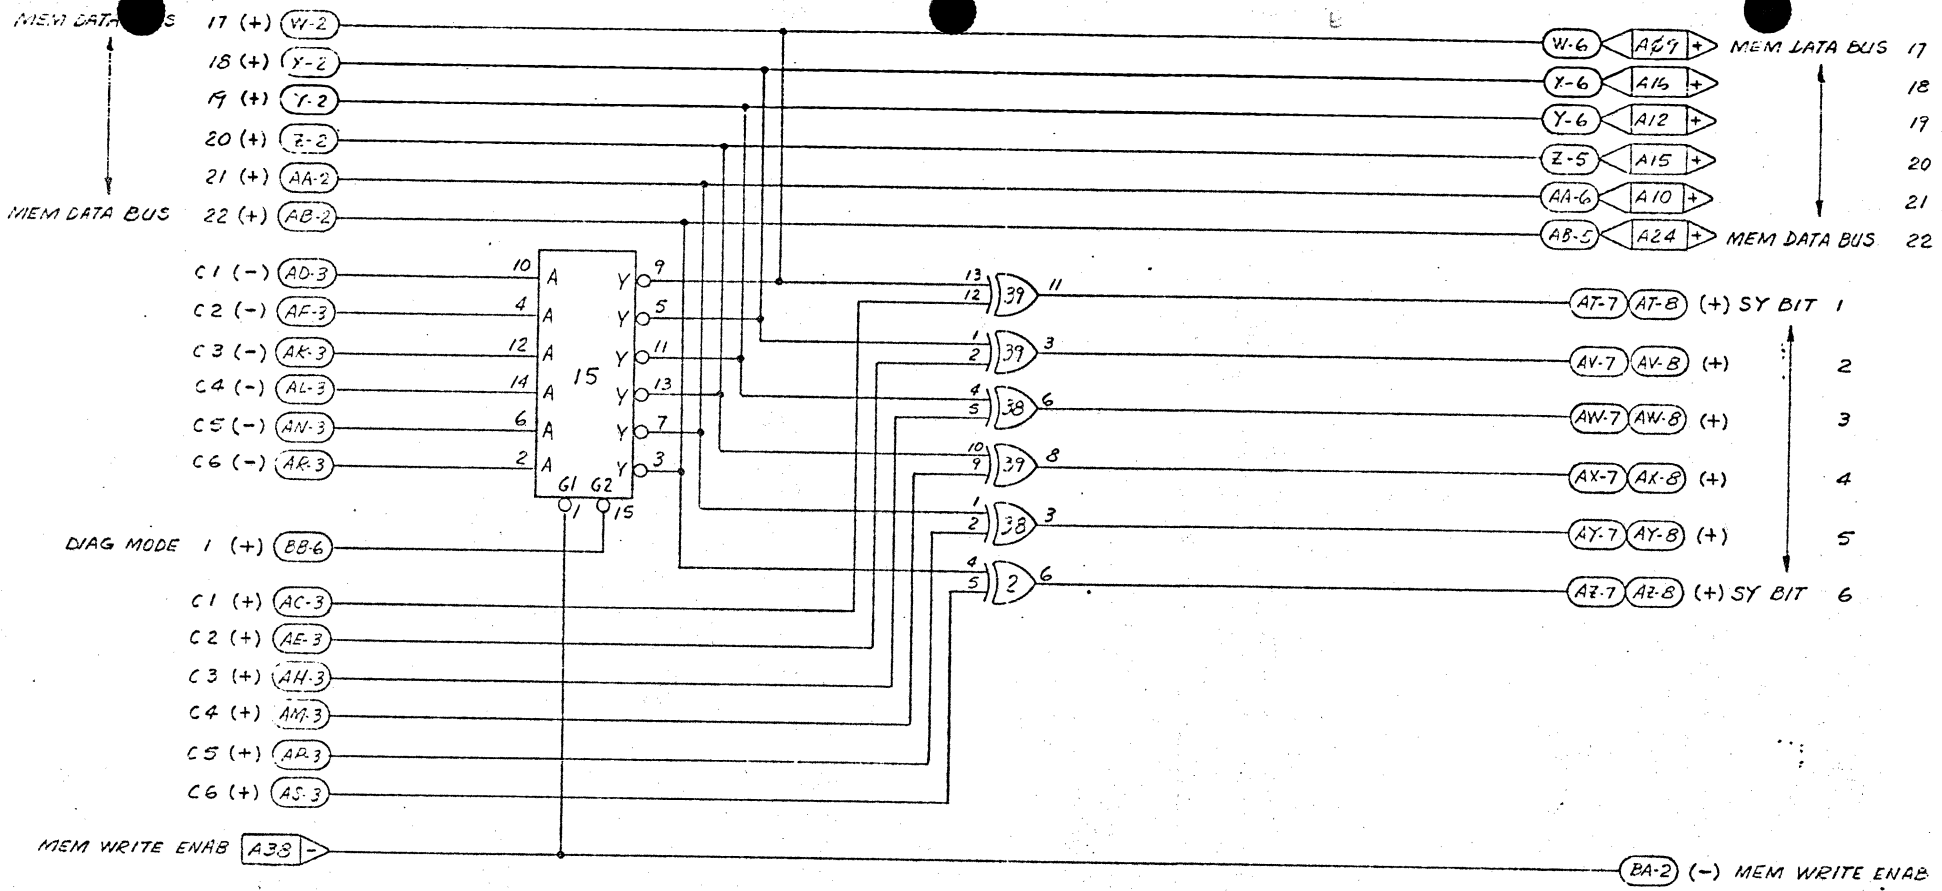 MEM DATA BUS 17 (+) W-2 W-6 A09 + MEM DATA BUS 17
18 (+) X-2 X-6 A16 + 18
19 (+) Y-2 Y-6 A12 + 19
20 (+) Z-2 Z-5 A15 + 20
21 (+) AA-2 AA-6 A10 + 21
MEM DATA BUS 22 (+) AB-2 AB-5 A24 + MEM DATA BUS 22
C1 (-) AD-3 10 A Y 9 13 12 39 11 AT-7 AT-8 (+) SY BIT 1
C2 (-) AF-3 4 A Y 5 1 2 39 3 AV-7 AV-8 (+) 2
C3 (-) AK-3 12 A Y 11 4 5 38 6 AW-7 AW-8 (+) 3
15
C4 (-) AL-3 14 A Y 13 10 9 39 8 AX-7 AX-8 (+) 4
C5 (-) AN-3 6 A Y 7 1 2 38 3 AY-7 AY-8 (+) 5
C6 (-) AR-3 2 A Y 3 4 5 2 6 AZ-7 AZ-8 (+) SY BIT 6
G1 G2
1 15
DIAG MODE 1 (+) BB-6
C1 (+) AC-3
C2 (+) AE-3
C3 (+) AH-3
C4 (+) AM-3
C5 (+) AP-3
C6 (+) AS-3
MEM WRITE ENAB A38 - BA-2 (-) MEM WRITE ENAB